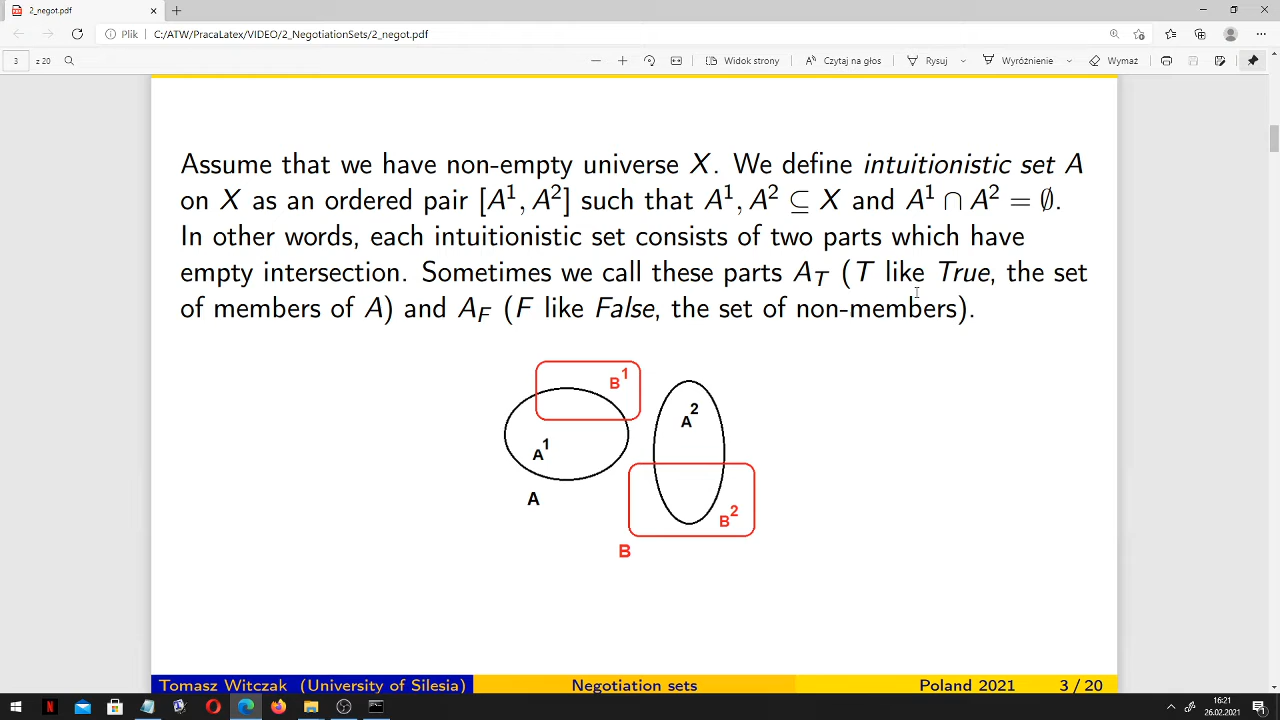 2_negot.pdf
Plik C:/ATW/PracaLatex/VIDEO/2_NegotiationSets/2_negot.pdf
3 z 20 Widok strony Czytaj na głos Rysuj Wyróżnienie Wymaż
Assume that we have non-empty universe X. We define intuitionistic set A
on X as an ordered pair [A¹, A²] such that A¹, A² ⊆ X and A¹ ∩ A² = ∅.
In other words, each intuitionistic set consists of two parts which have
empty intersection. Sometimes we call these parts A_T (T like True, the set
of members of A) and A_F (F like False, the set of non-members).
B¹
A²
A¹
A
B²
B
Tomasz Witczak (University of Silesia) Negotiation sets Poland 2021 3 / 20
16:21
26.02.2021